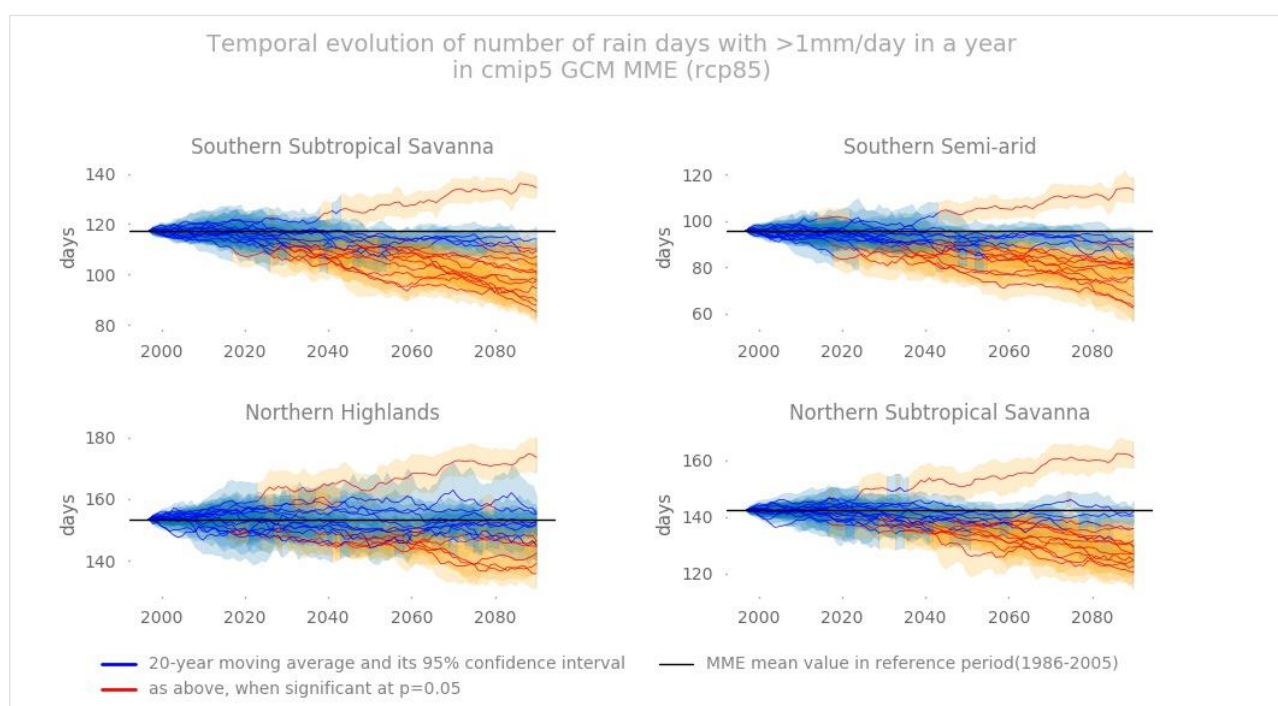 Temporal evolution of number of rain days with >1mm/day in a year
in cmip5 GCM MME (rcp85)
Southern Subtropical Savanna
140
120
100
80
days
2000 2020 2040 2060 2080
Southern Semi-arid
120
100
80
60
days
2000 2020 2040 2060 2080
Northern Highlands
180
160
140
days
2000 2020 2040 2060 2080
Northern Subtropical Savanna
160
140
120
days
2000 2020 2040 2060 2080
20-year moving average and its 95% confidence interval
as above, when significant at p=0.05
MME mean value in reference period(1986-2005)